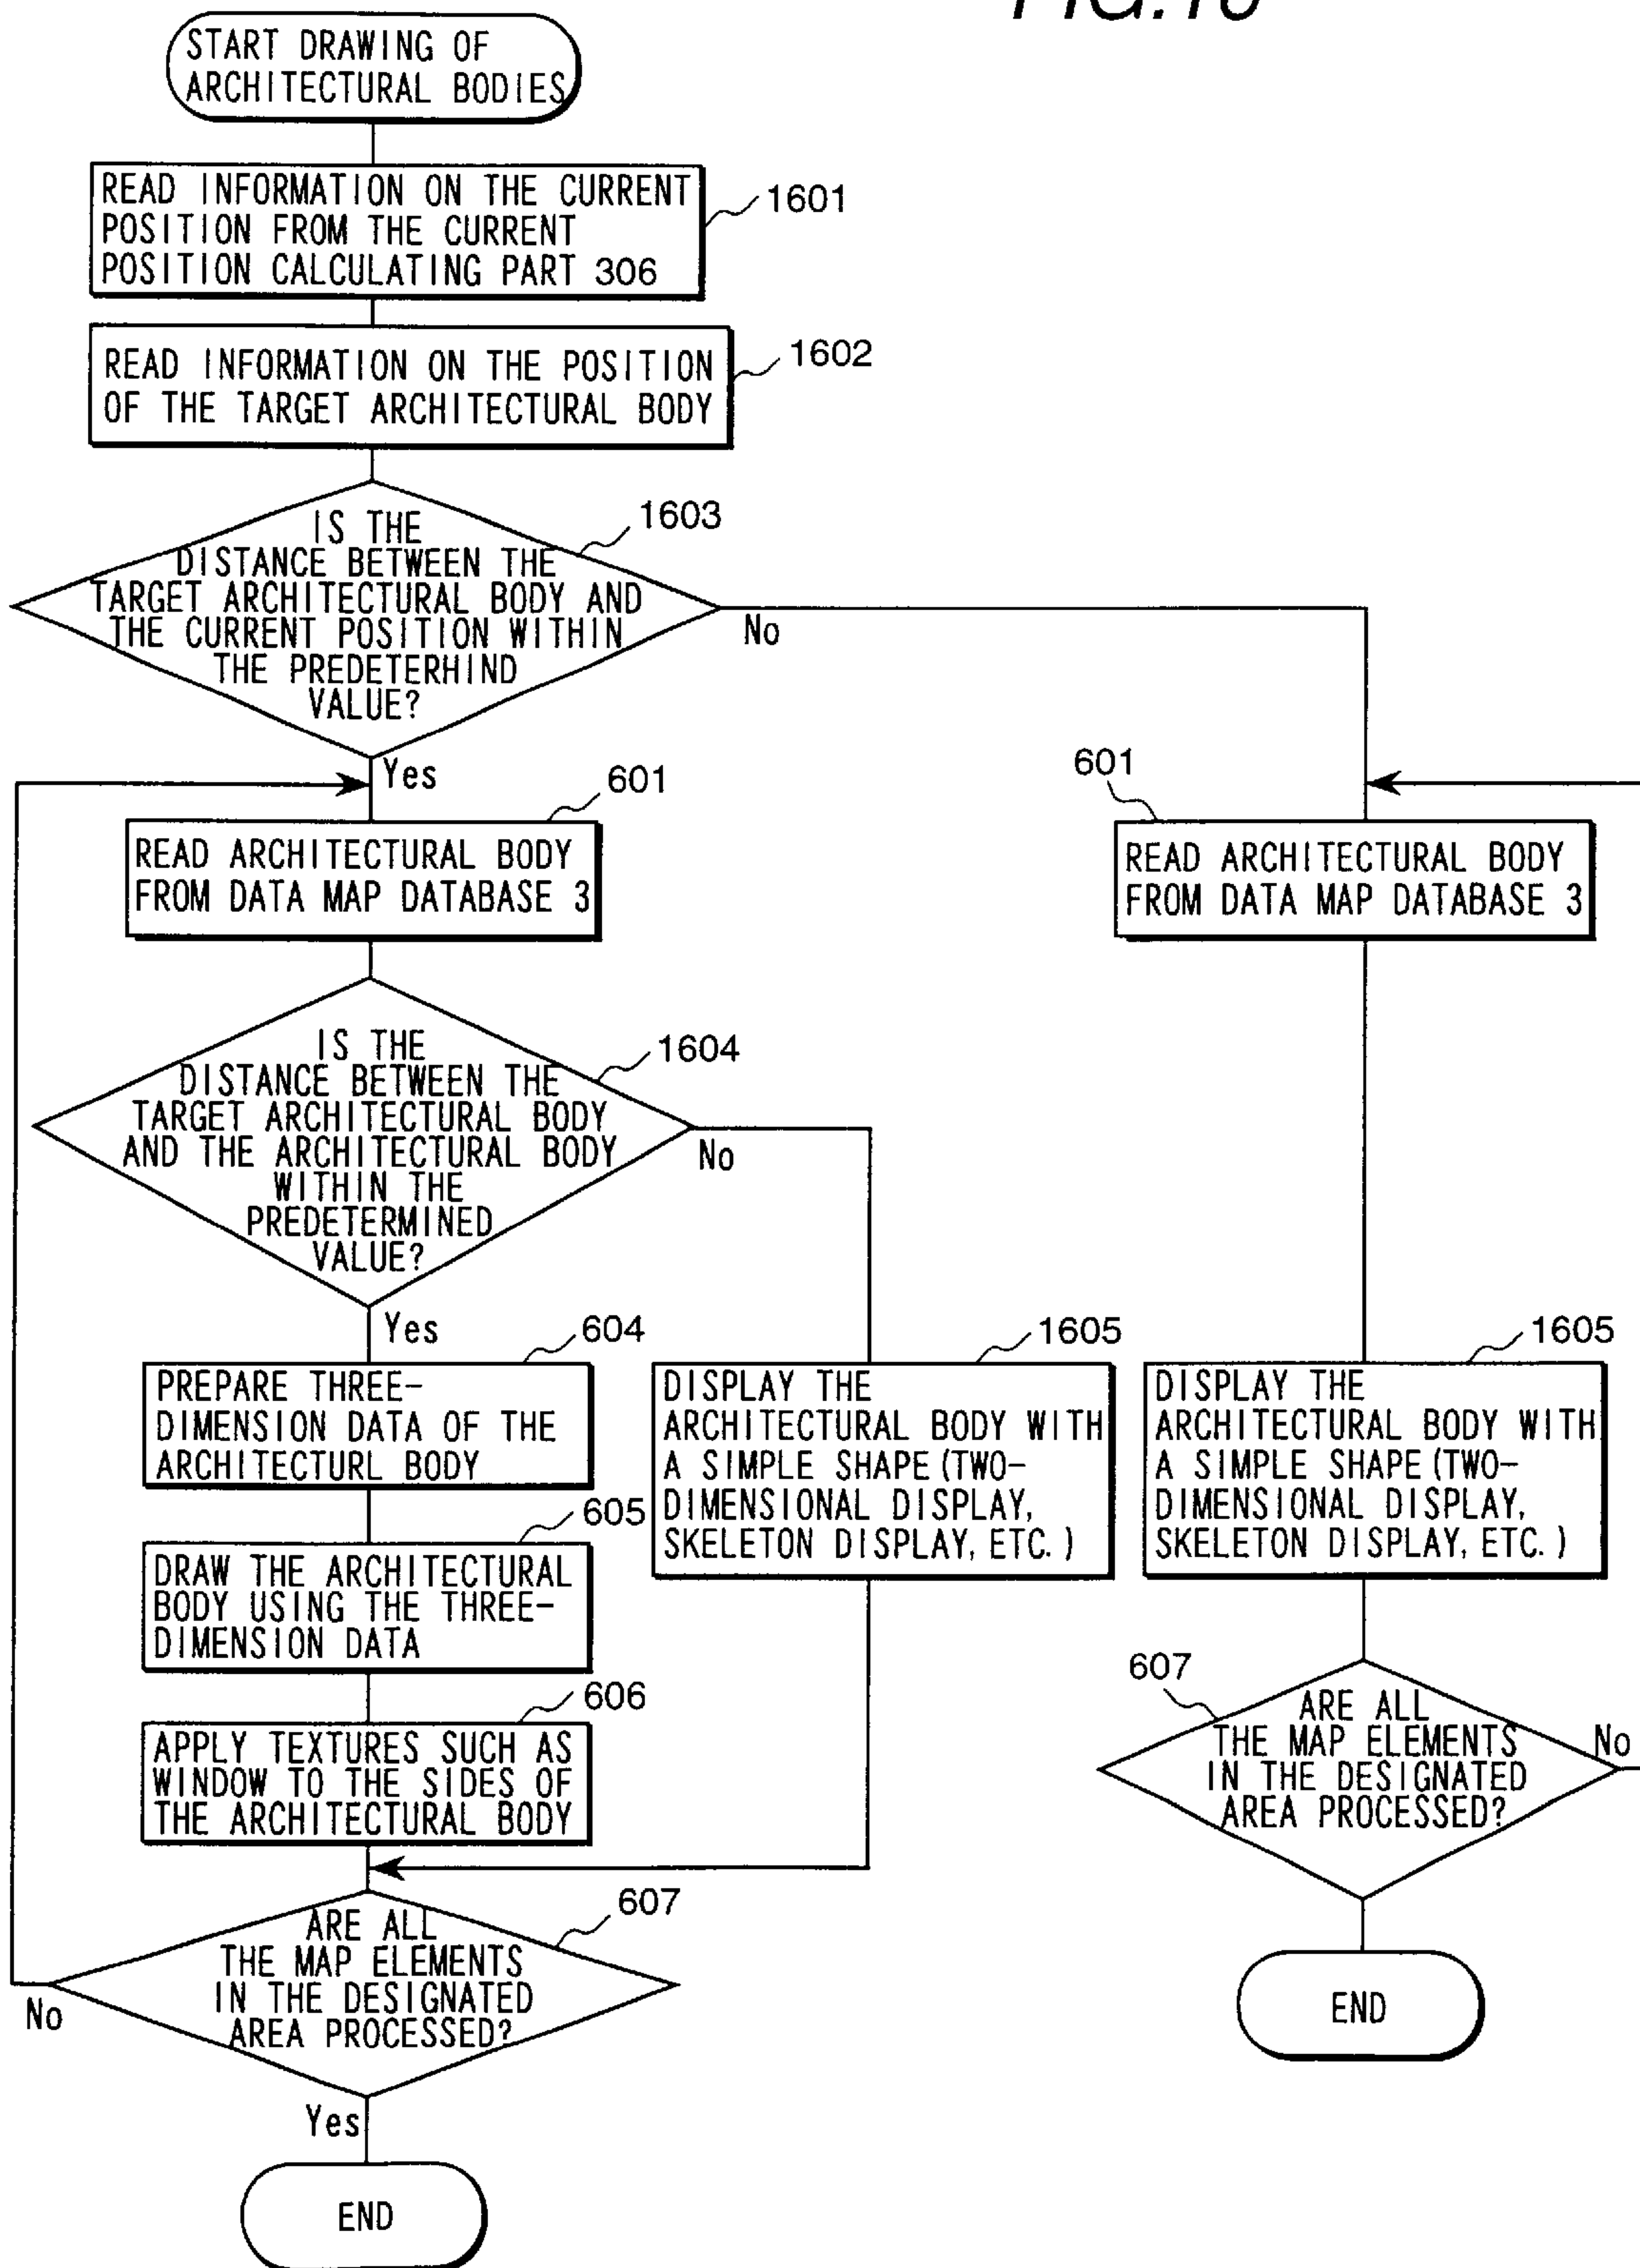 FIG.16
START DRAWING OF
ARCHITECTURAL BODIES
READ INFORMATION ON THE CURRENT
POSITION FROM THE CURRENT
POSITION CALCULATING PART 306
1601
READ INFORMATION ON THE POSITION
OF THE TARGET ARCHITECTURAL BODY
1602
IS THE
DISTANCE BETWEEN THE
TARGET ARCHITECTURAL BODY AND
THE CURRENT POSITION WITHIN
THE PREDETERHIND
VALUE?
1603
No
Yes
601
READ ARCHITECTURAL BODY
FROM DATA MAP DATABASE 3
601
READ ARCHITECTURAL BODY
FROM DATA MAP DATABASE 3
IS THE
DISTANCE BETWEEN THE
TARGET ARCHITECTURAL BODY
AND THE ARCHITECTURAL BODY
WITHIN THE
PREDETERMINED
VALUE?
1604
No
Yes
604
PREPARE THREE-
DIMENSION DATA OF THE
ARCHITECTURL BODY
1605
DISPLAY THE
ARCHITECTURAL BODY WITH
A SIMPLE SHAPE(TWO-
DIMENSIONAL DISPLAY,
SKELETON DISPLAY, ETC.)
1605
DISPLAY THE
ARCHITECTURAL BODY WITH
A SIMPLE SHAPE(TWO-
DIMENSIONAL DISPLAY,
SKELETON DISPLAY, ETC.)
605
DRAW THE ARCHITECTURAL
BODY USING THE THREE-
DIMENSION DATA
606
APPLY TEXTURES SUCH AS
WINDOW TO THE SIDES OF
THE ARCHITECTURAL BODY
607
ARE ALL
THE MAP ELEMENTS
IN THE DESIGNATED
AREA PROCESSED?
No
607
ARE ALL
THE MAP ELEMENTS
IN THE DESIGNATED
AREA PROCESSED?
No
Yes
END
END